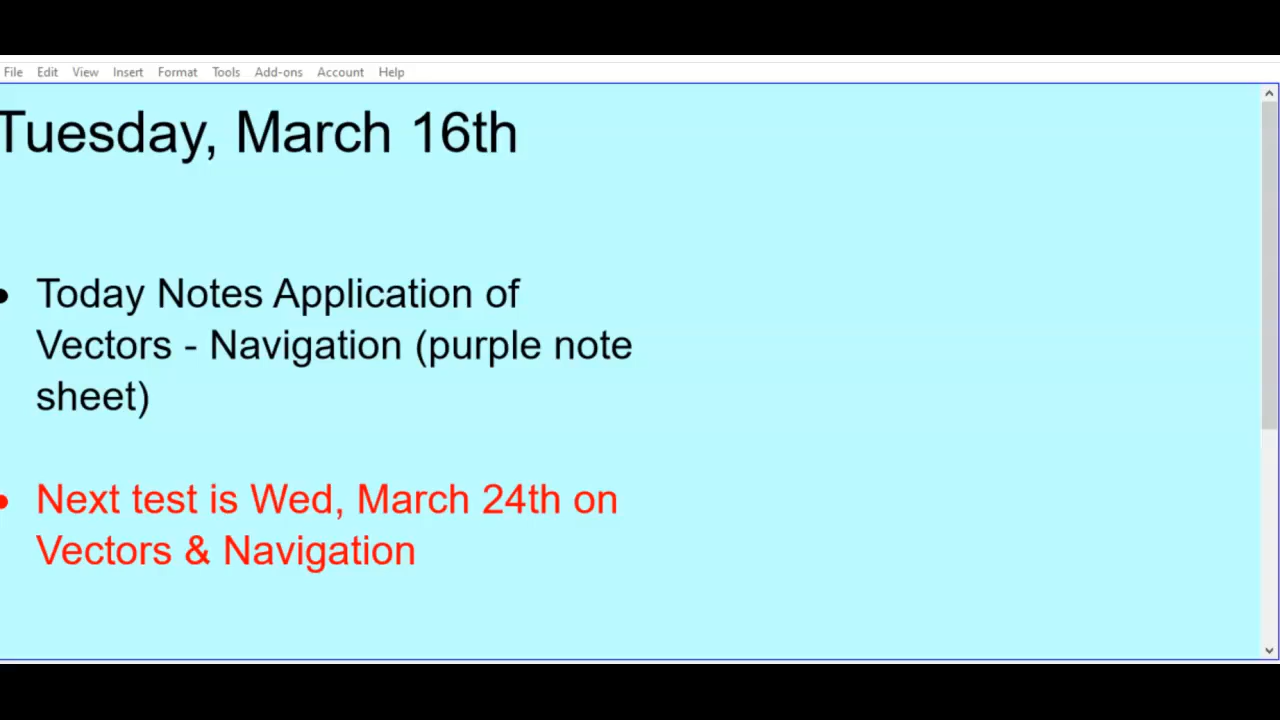 File Edit View Insert Format Tools Add-ons Account Help
Tuesday, March 16th
• Today Notes Application of
Vectors - Navigation (purple note
sheet)
• Next test is Wed, March 24th on
Vectors & Navigation